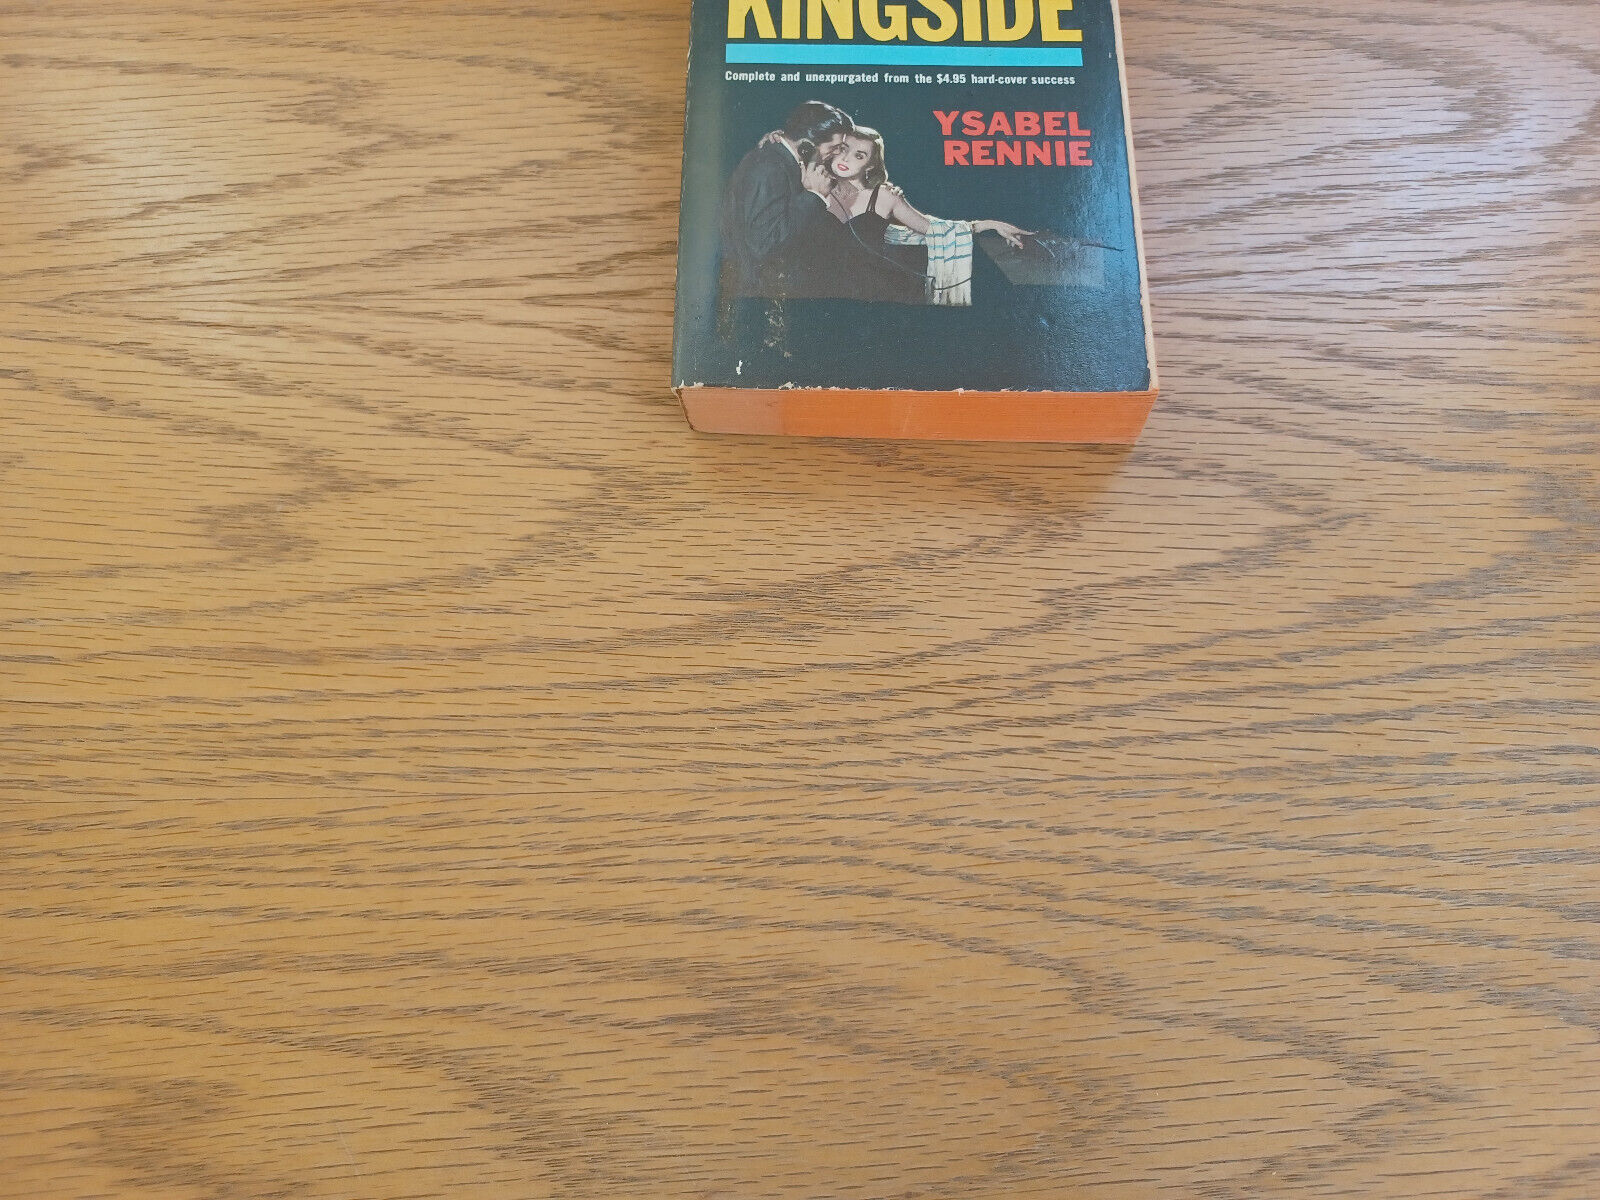 KINGSIDE
Complete and unexpurgated from the $4.95 hard-cover success
YSABEL
RENNIE